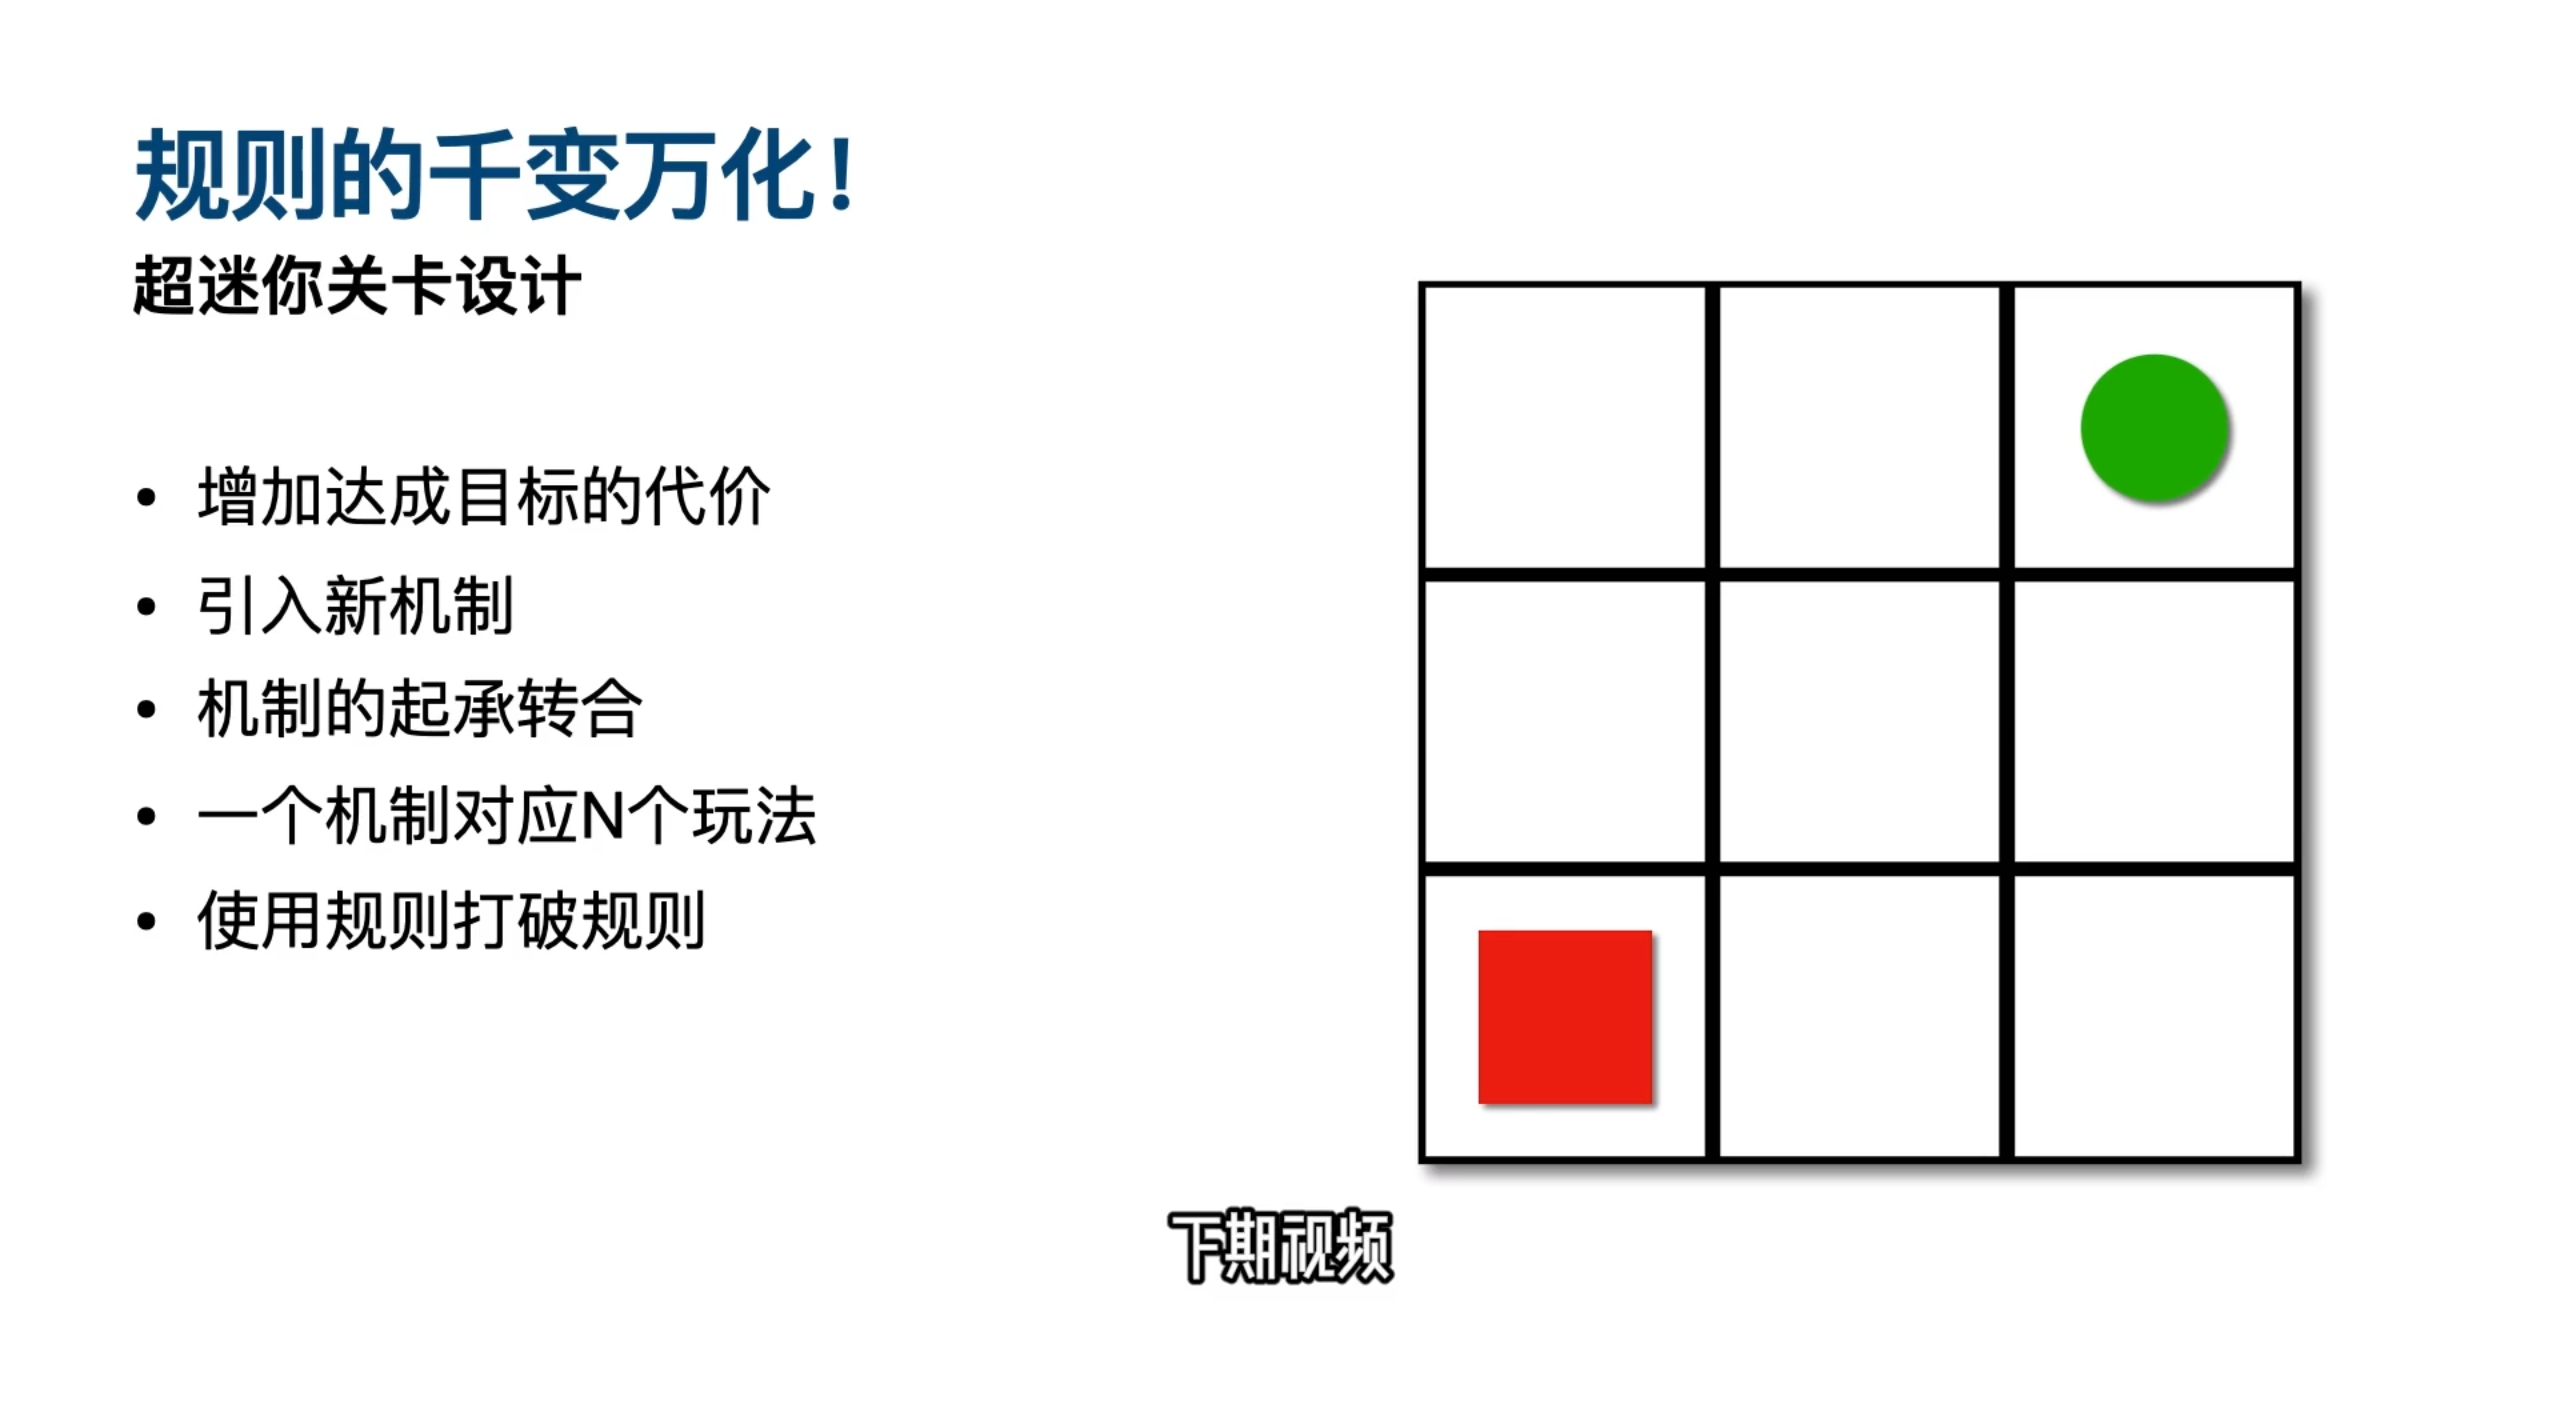 规则的千变万化！
超迷你关卡设计
• 增加达成目标的代价
• 引入新机制
• 机制的起承转合
• 一个机制对应N个玩法
• 使用规则打破规则
下期视频